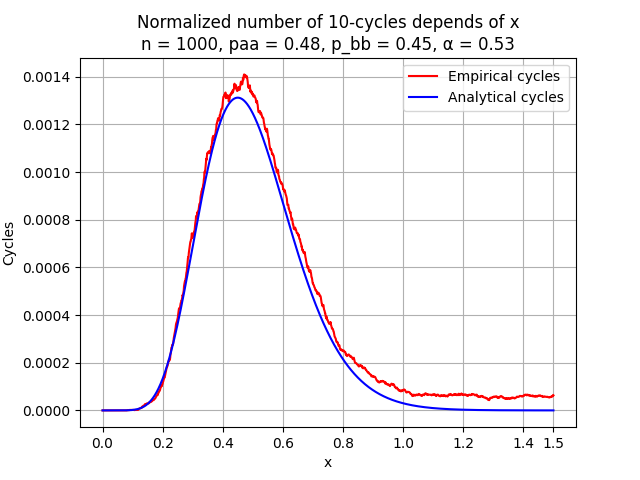 Normalized number of 10-cycles depends of x
n = 1000, paa = 0.48, p_bb = 0.45, α = 0.53
Empirical cycles
Analytical cycles
Cycles
0.0014
0.0012
0.0010
0.0008
0.0006
0.0004
0.0002
0.0000
0.0 0.2 0.4 0.6 0.8 1.0 1.2 1.4 1.5
x